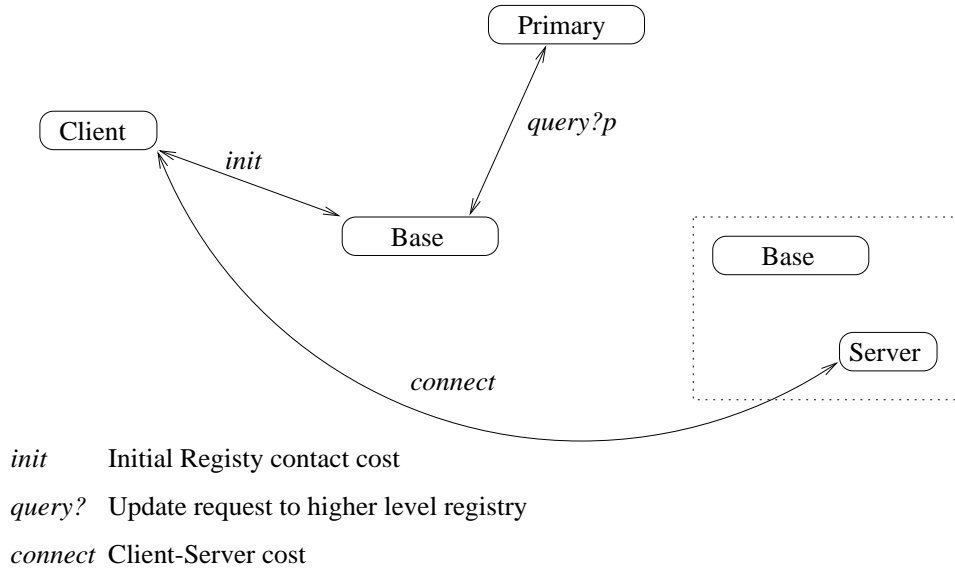 Primary
Client
query?p
init
Base
Base
Server
connect
init Initial Registy contact cost
query? Update request to higher level registry
connect Client-Server cost